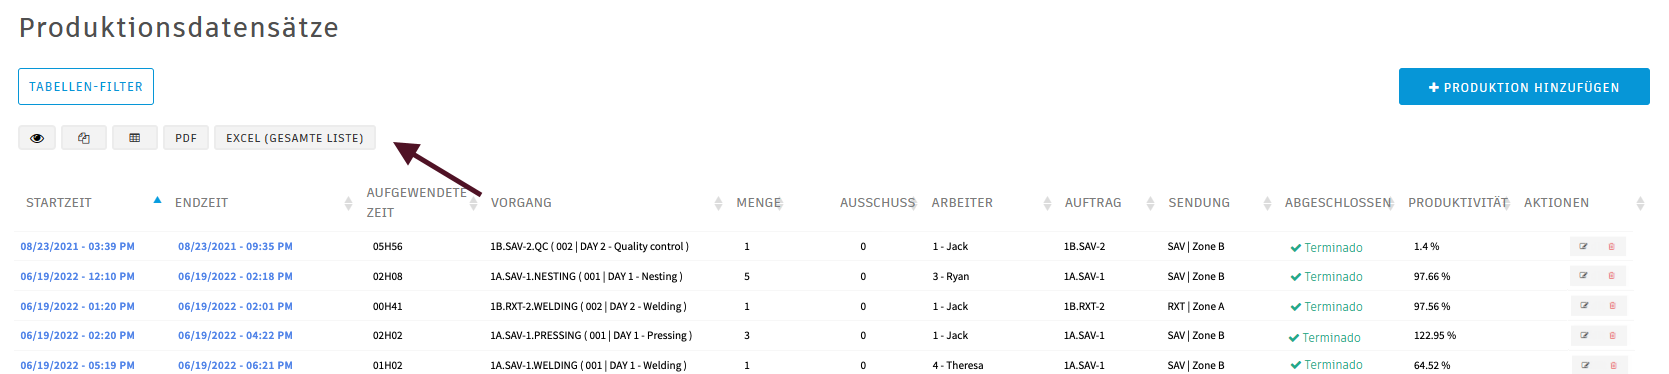 Produktionsdatensätze
TABELLEN-FILTER
PRODUKTION HINZUFÜGEN
PDF EXCEL (GESAMTE LISTE)
STARTZEIT ENDZEIT AUFGEWENDETE ZEIT VORGANG MENGE AUSSCHUSS ARBEITER AUFTRAG SENDUNG ABGESCHLOSSEN PRODUKTIVITÄT AKTIONEN
08/23/2021 - 03:39 PM 08/23/2021 - 09:35 PM 05H56 1B.SAV-2.QC ( 002 | DAY 2 - Quality control ) 1 0 1 - Jack 1B.SAV-2 SAV | Zone B Terminado 1.4 %
06/19/2022 - 12:10 PM 06/19/2022 - 02:18 PM 02H08 1A.SAV-1.NESTING ( 001 | DAY 1 - Nesting ) 5 0 3 - Ryan 1A.SAV-1 SAV | Zone B Terminado 97.66 %
06/19/2022 - 01:20 PM 06/19/2022 - 02:01 PM 00H41 1B.RXT-2.WELDING ( 002 | DAY 2 - Welding ) 1 0 1 - Jack 1B.RXT-2 RXT | Zone A Terminado 97.56 %
06/19/2022 - 02:20 PM 06/19/2022 - 04:22 PM 02H02 1A.SAV-1.PRESSING ( 001 | DAY 1 - Pressing ) 3 0 1 - Jack 1A.SAV-1 SAV | Zone B Terminado 122.95 %
06/19/2022 - 05:19 PM 06/19/2022 - 06:21 PM 01H02 1A.SAV-1.WELDING ( 001 | DAY 1 - Welding ) 1 0 4 - Theresa 1A.SAV-1 SAV | Zone B Terminado 64.52 %